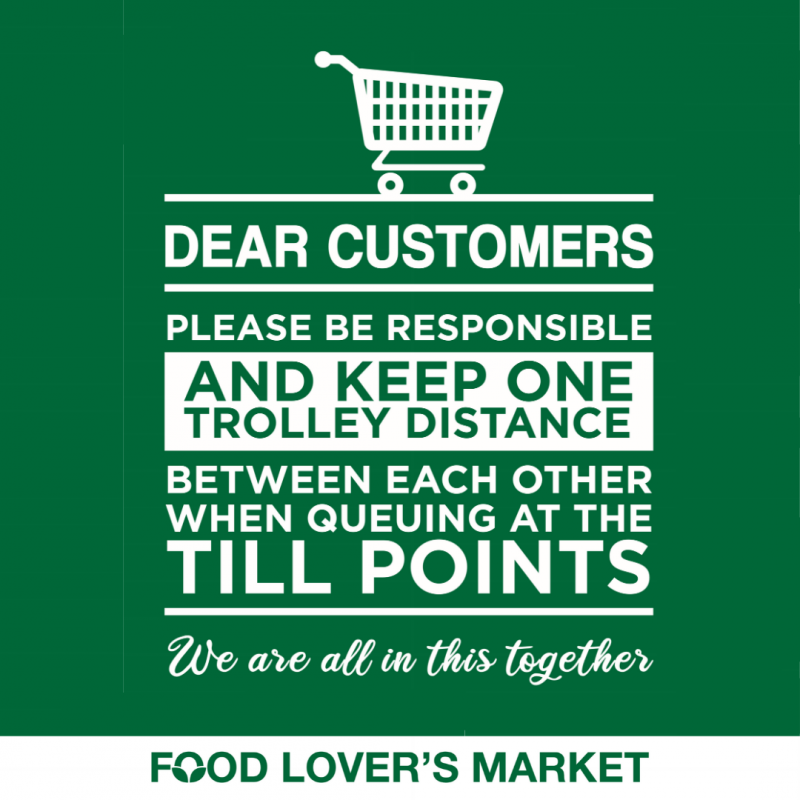 DEAR CUSTOMERS
PLEASE BE RESPONSIBLE
AND KEEP ONE
TROLLEY DISTANCE
BETWEEN EACH OTHER
WHEN QUEUING AT THE
TILL POINTS
We are all in this together
FOOD LOVER'S MARKET